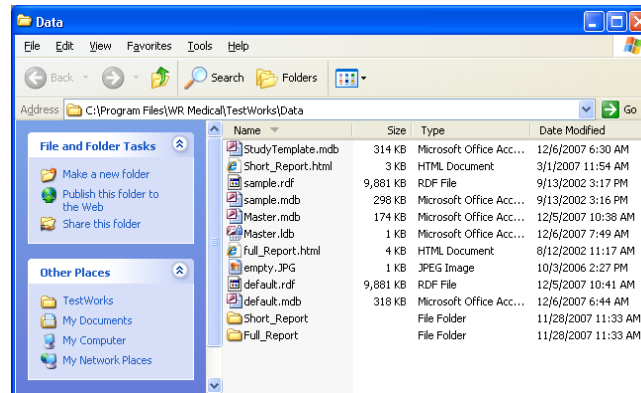 Data
File Edit View Favorites Tools Help
Back Search Folders
Address C:\Program Files\WR Medical\TestWorks\Data Go
File and Folder Tasks
Make a new folder
Publish this folder to
the Web
Share this folder
Other Places
TestWorks
My Documents
My Computer
My Network Places
Name Size Type Date Modified
StudyTemplate.mdb 314 KB Microsoft Office Acc... 12/6/2007 6:30 AM
Short_Report.html 3 KB HTML Document 3/1/2007 11:54 AM
sample.rdf 9,881 KB RDF File 9/13/2002 3:17 PM
sample.mdb 298 KB Microsoft Office Acc... 9/13/2002 3:16 PM
Master.mdb 174 KB Microsoft Office Acc... 12/5/2007 10:38 AM
Master.ldb 1 KB Microsoft Office Acc... 12/6/2007 7:49 AM
full_Report.html 4 KB HTML Document 8/12/2002 11:17 AM
empty.JPG 1 KB JPEG Image 10/3/2006 2:27 PM
default.rdf 9,881 KB RDF File 12/5/2007 10:41 AM
default.mdb 318 KB Microsoft Office Acc... 12/6/2007 6:44 AM
Short_Report File Folder 11/28/2007 11:33 AM
Full_Report File Folder 11/28/2007 11:33 AM